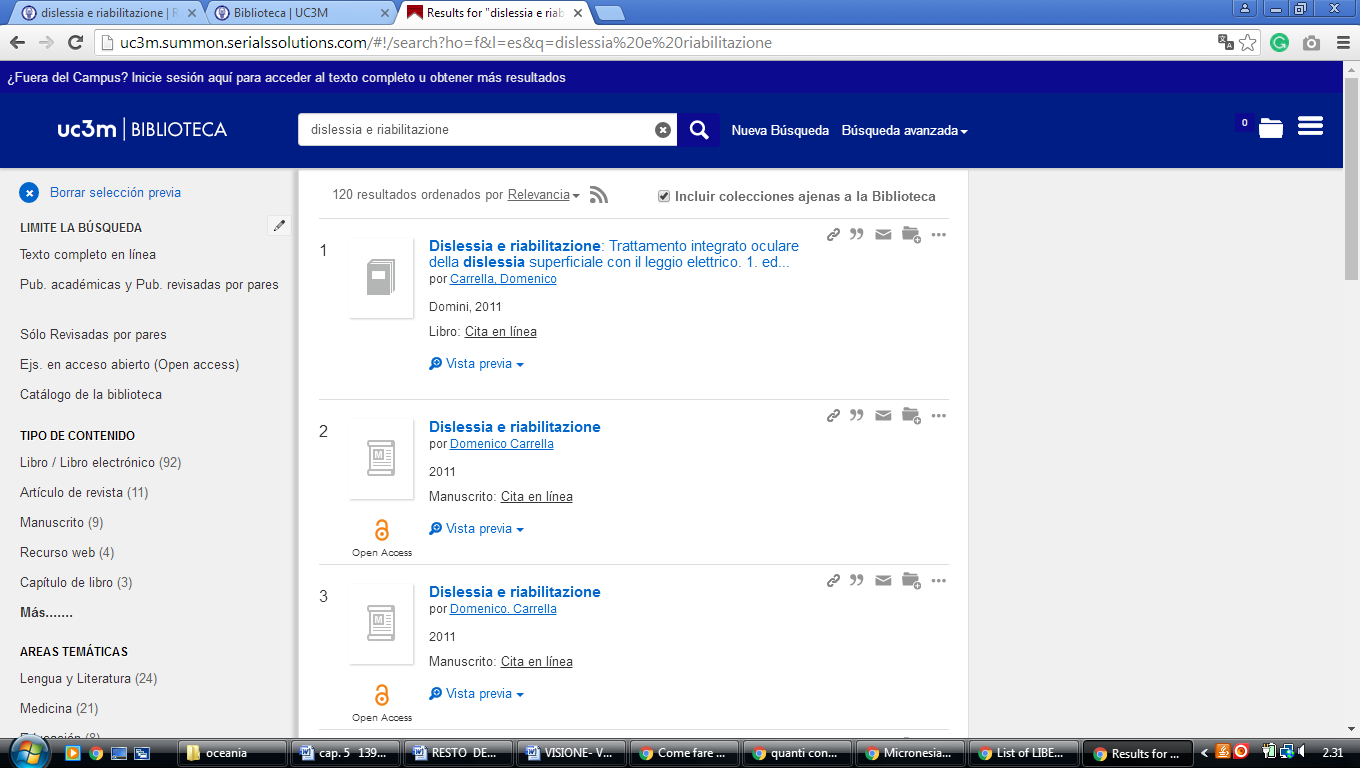 dislessia e riabilitazione | R
Biblioteca | UC3M
Results for "dislessia e riab
uc3m.summon.serialssolutions.com/#!/search?ho=f&l=es&q=dislessia%20e%20riabilitazione
¿Fuera del Campus? Inicie sesión aquí para acceder al texto completo u obtener más resultados
uc3m | BIBLIOTECA
dislessia e riabilitazione
Nueva Búsqueda
Búsqueda avanzada
0
Borrar selección previa
LIMITE LA BÚSQUEDA
Texto completo en línea
Pub. académicas y Pub. revisadas por pares
Sólo Revisadas por pares
Ejs. en acceso abierto (Open access)
Catálogo de la biblioteca
TIPO DE CONTENIDO
Libro / Libro electrónico (92)
Artículo de revista (11)
Manuscrito (9)
Recurso web (4)
Capítulo de libro (3)
Más.......
AREAS TEMÁTICAS
Lengua y Literatura (24)
Medicina (21)
Educación (8)
120 resultados ordenados por Relevancia
Incluir colecciones ajenas a la Biblioteca
1
Dislessia e riabilitazione: Trattamento integrato oculare
della dislessia superficiale con il leggio elettrico. 1. ed...
por Carrella, Domenico
Domini, 2011
Libro: Cita en línea
Vista previa
2
Dislessia e riabilitazione
por Domenico Carrella
2011
Manuscrito: Cita en línea
Vista previa
Open Access
3
Dislessia e riabilitazione
por Domenico, Carrella
2011
Manuscrito: Cita en línea
Vista previa
Open Access
oceania
cap. 5 139...
RESTO DE...
VISIONE- V...
Come fare ...
quanti con...
Micronesia...
List of LIBE...
Results for ...
2.31